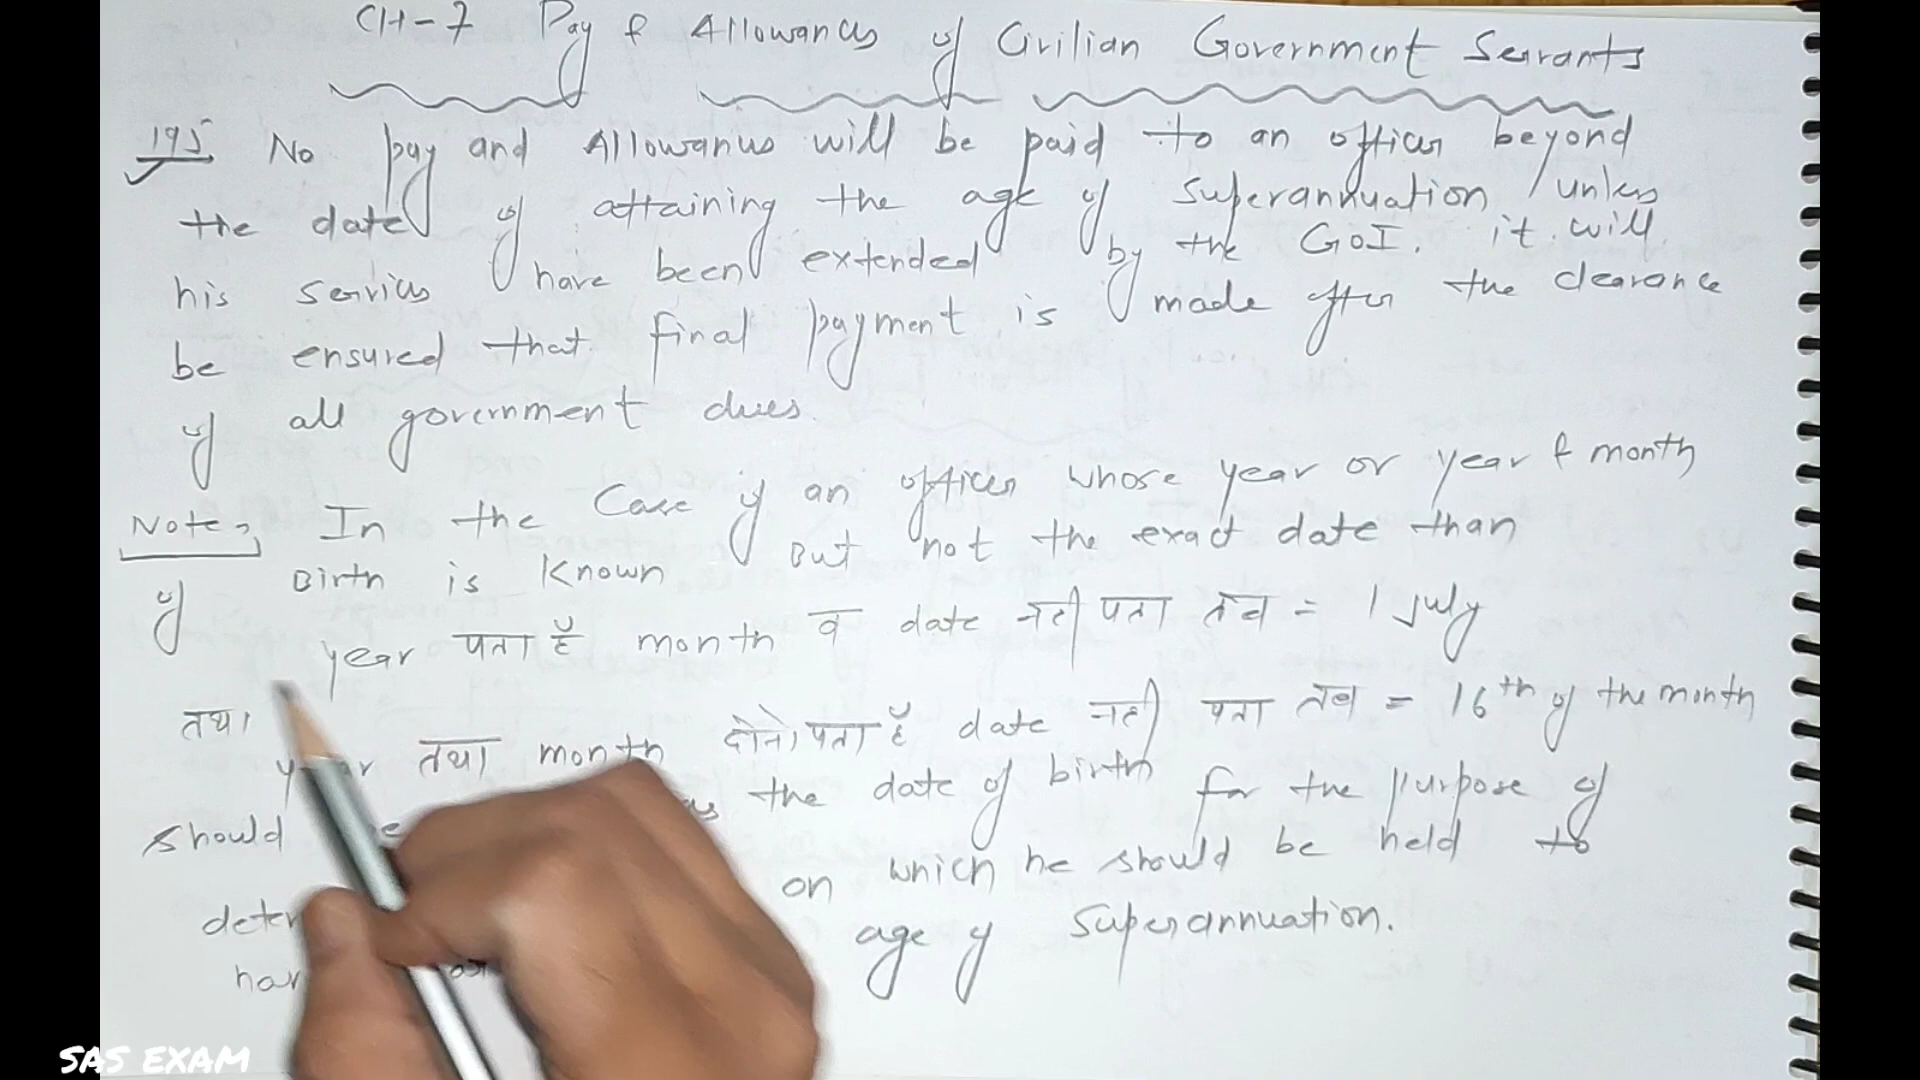 CH-7 Pay & Allowances of Civilian Government Servants
195 No pay and Allowances will be paid to an officer beyond
the date of attaining the age of superannuation unless
his services have been extended by the GOI. it will
be ensured that final payment is made after the clearance
of all government dues.
Note, In the Case of an officer whose year or year & month
of Birth is known But not the exact date than
year पता है month व date नही पता तब = 1 July
तथा
year तथा month दोनो पता है date नही पता तब = 16th of the month
should as the date of birth for the purpose of
on which he should be held to
age of superannuation.
SAS EXAM